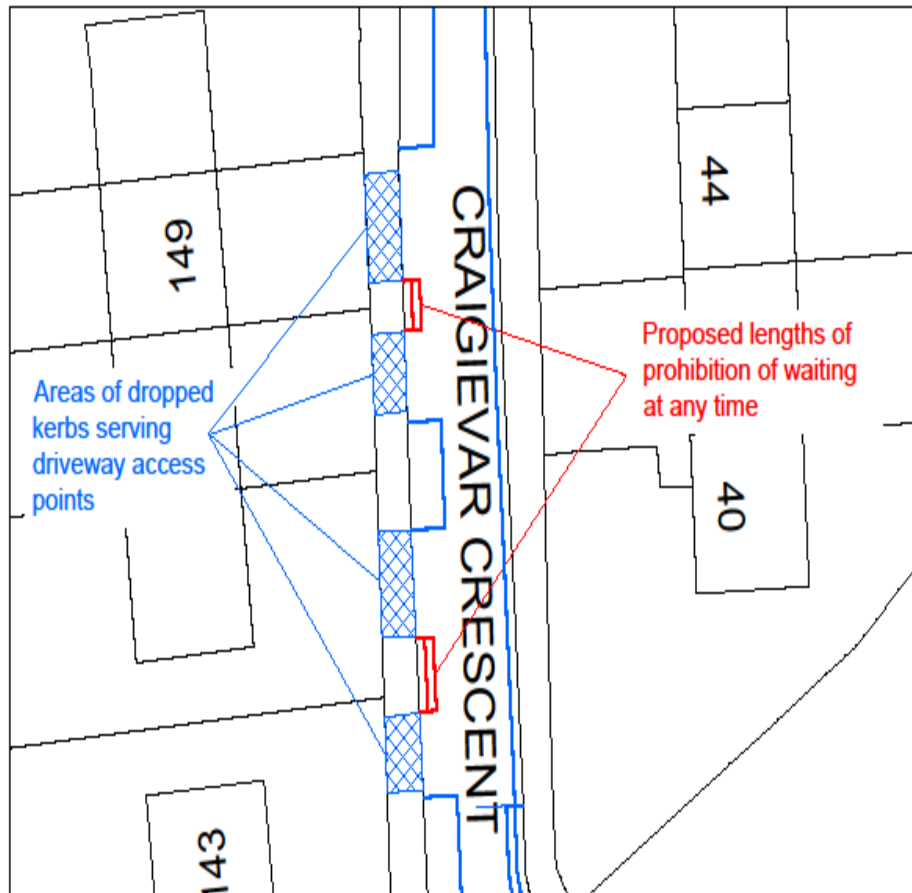 149
44
CRAIGIEVAR CRESCENT
Proposed lengths of
prohibition of waiting
at any time
Areas of dropped
kerbs serving
driveway access
points
40
143